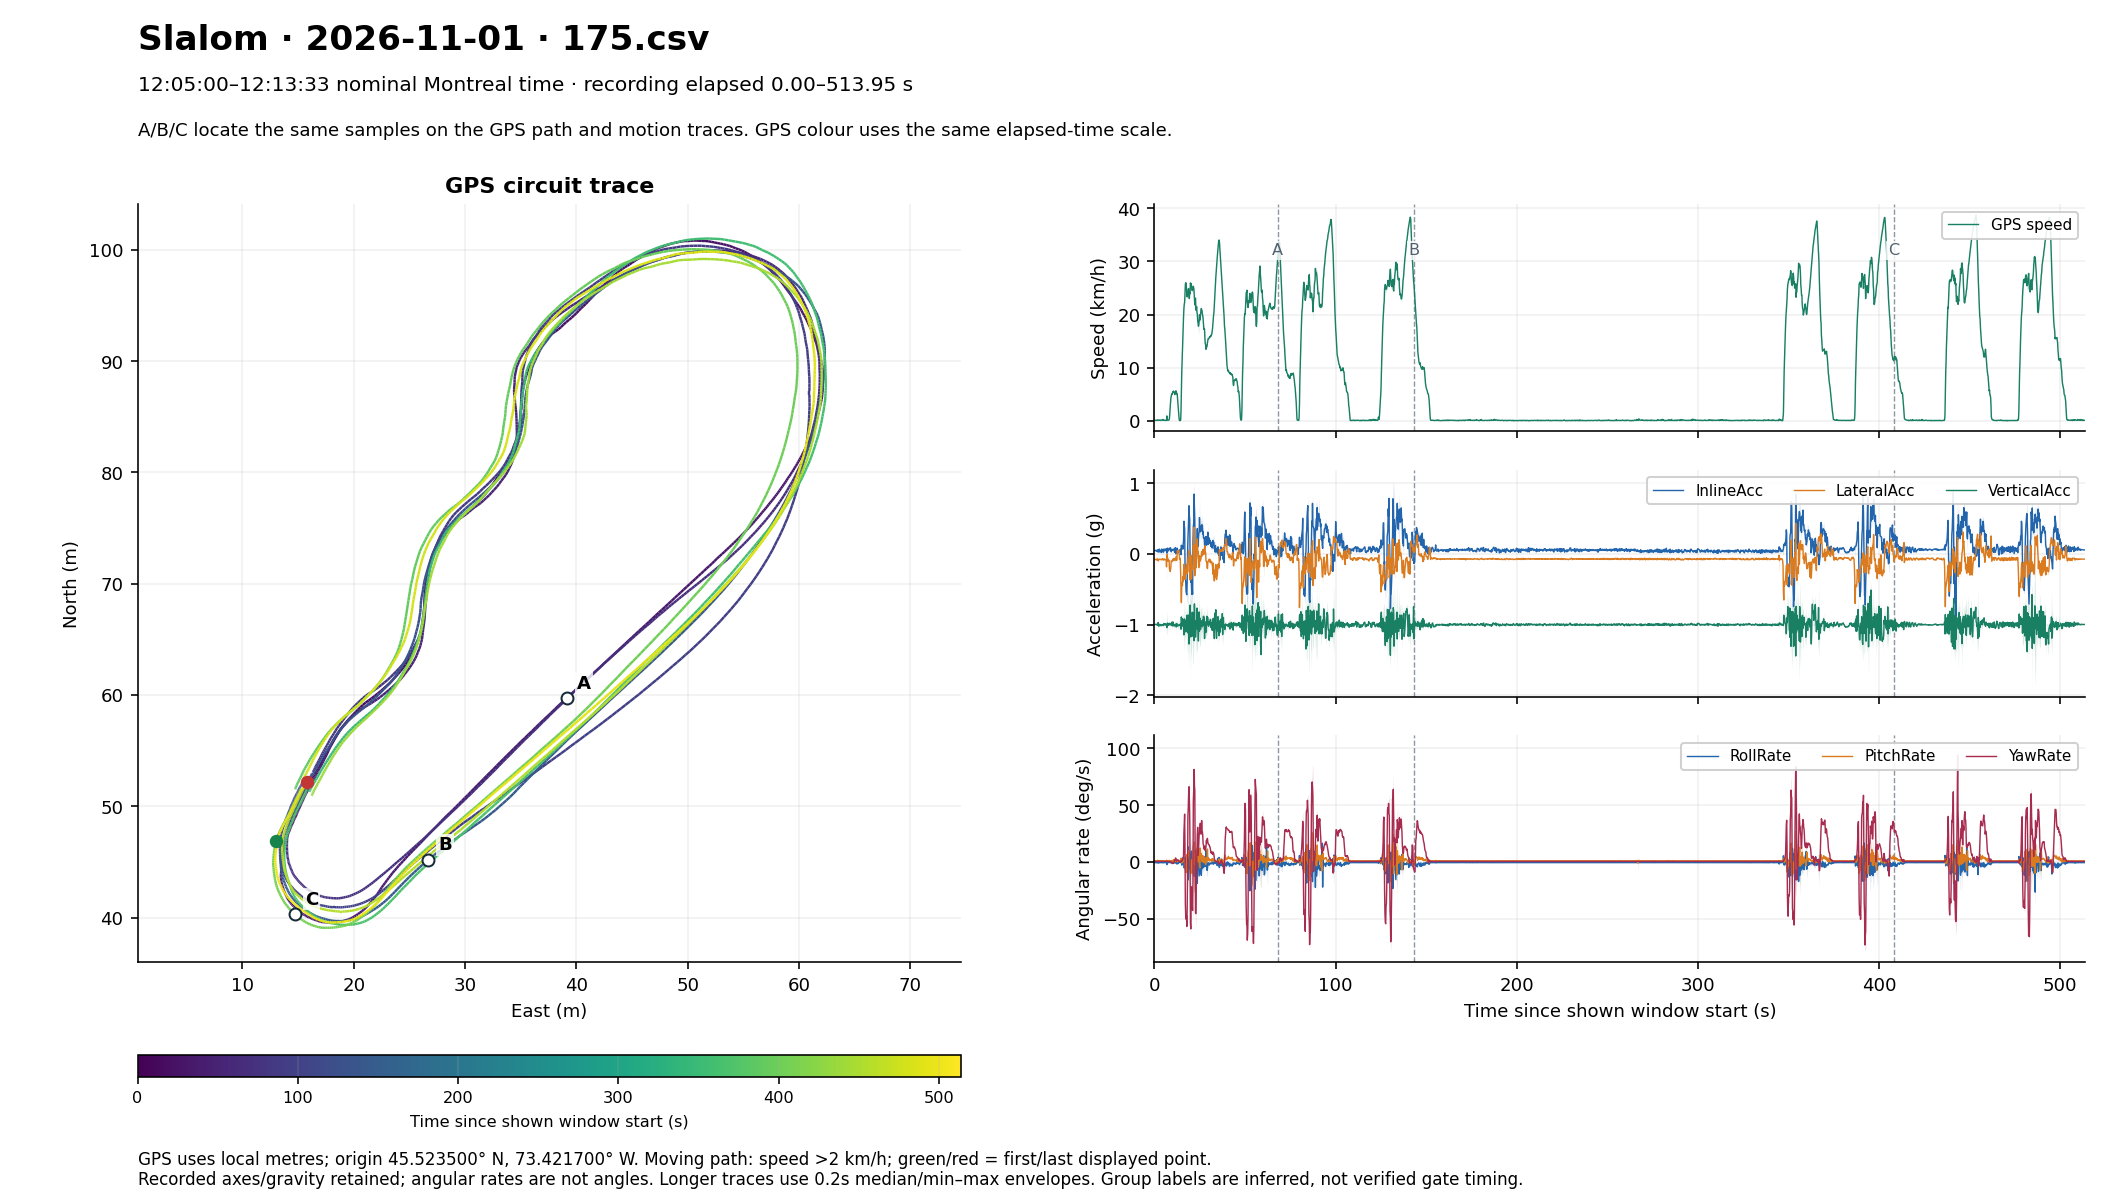 Slalom · 2026-11-01 · 175.csv
12:05:00–12:13:33 nominal Montreal time · recording elapsed 0.00–513.95 s
A/B/C locate the same samples on the GPS path and motion traces. GPS colour uses the same elapsed-time scale.
GPS circuit trace
North (m)
100
90
80
70
60
50
40
A
B
C
10 20 30 40 50 60 70
East (m)
0 100 200 300 400 500
Time since shown window start (s)
Speed (km/h)
40
30
20
10
0
A B C
GPS speed
Acceleration (g)
1
0
−1
−2
InlineAcc LateralAcc VerticalAcc
Angular rate (deg/s)
100
50
0
−50
RollRate PitchRate YawRate
0 100 200 300 400 500
Time since shown window start (s)
GPS uses local metres; origin 45.523500° N, 73.421700° W. Moving path: speed >2 km/h; green/red = first/last displayed point.
Recorded axes/gravity retained; angular rates are not angles. Longer traces use 0.2s median/min–max envelopes. Group labels are inferred, not verified gate timing.